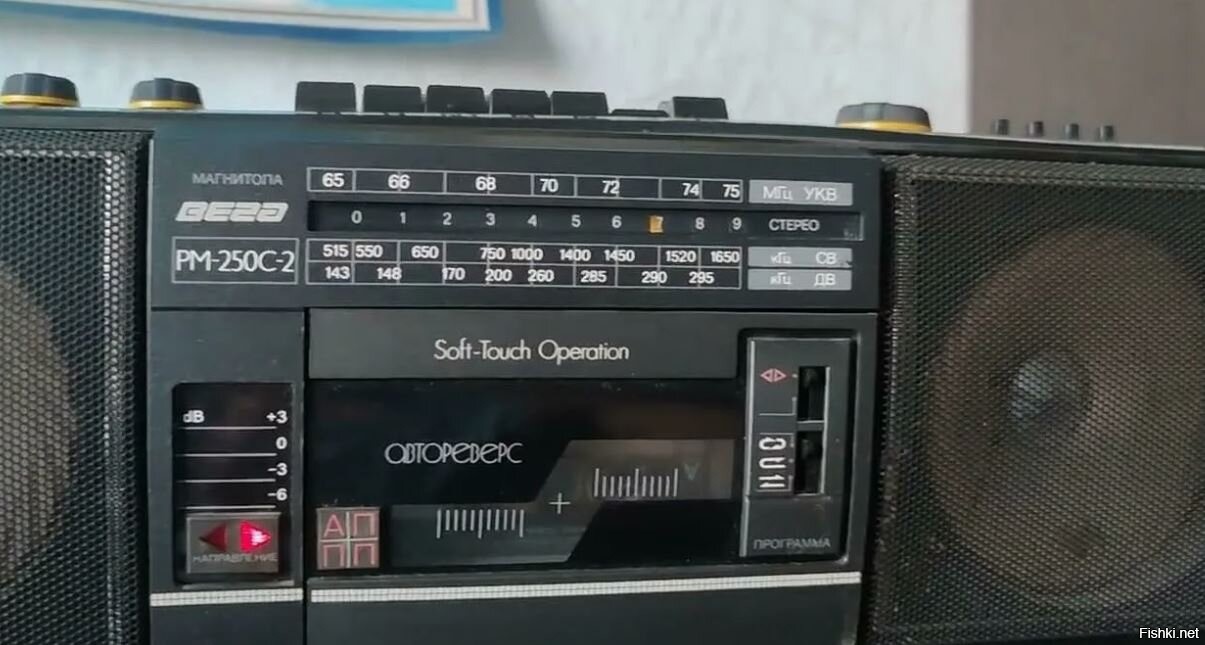 МАГНИТОЛА
ВЕГА
РМ-250С-2
65 66 68 70 72 74 75 МГц УКВ
0 1 2 3 4 5 6 7 8 9 СТЕРЕО
515 550 650 750 1000 1400 1450 1520 1650 кГц СВ
143 148 170 200 260 285 290 295 кГц ДВ
Soft-Touch Operation
dB +3
0
-3
-6
АВТОРЕВЕРС
АП
ПП
НАПРАВЛЕНИЕ
ПРОГРАММА
Fishki.net